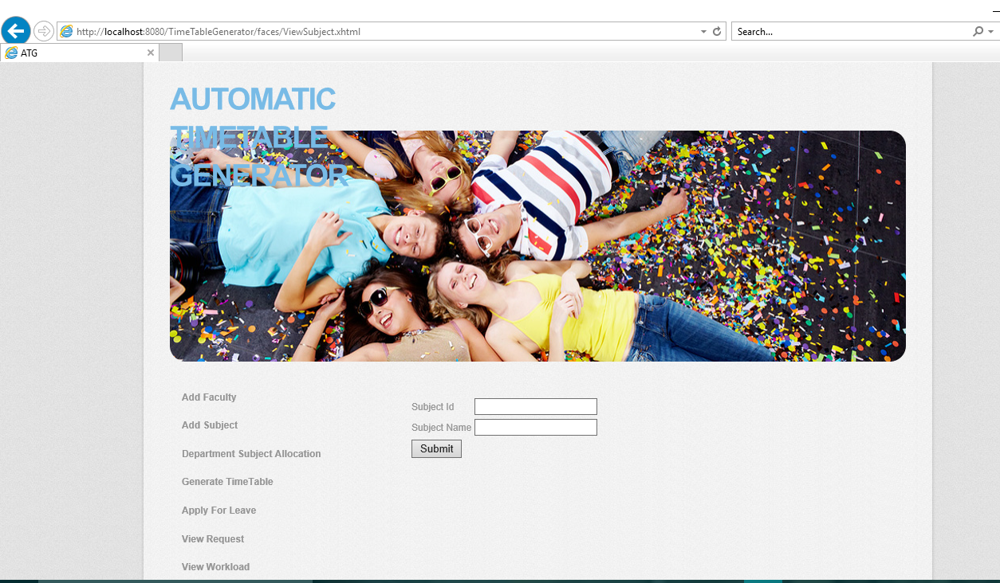 http://localhost:8080/TimeTableGenerator/faces/ViewSubject.xhtml
Search...
ATG
AUTOMATIC
TIMETABLE
GENERATOR
Add Faculty
Add Subject
Department Subject Allocation
Generate TimeTable
Apply For Leave
View Request
View Workload
Subject Id
Subject Name
Submit